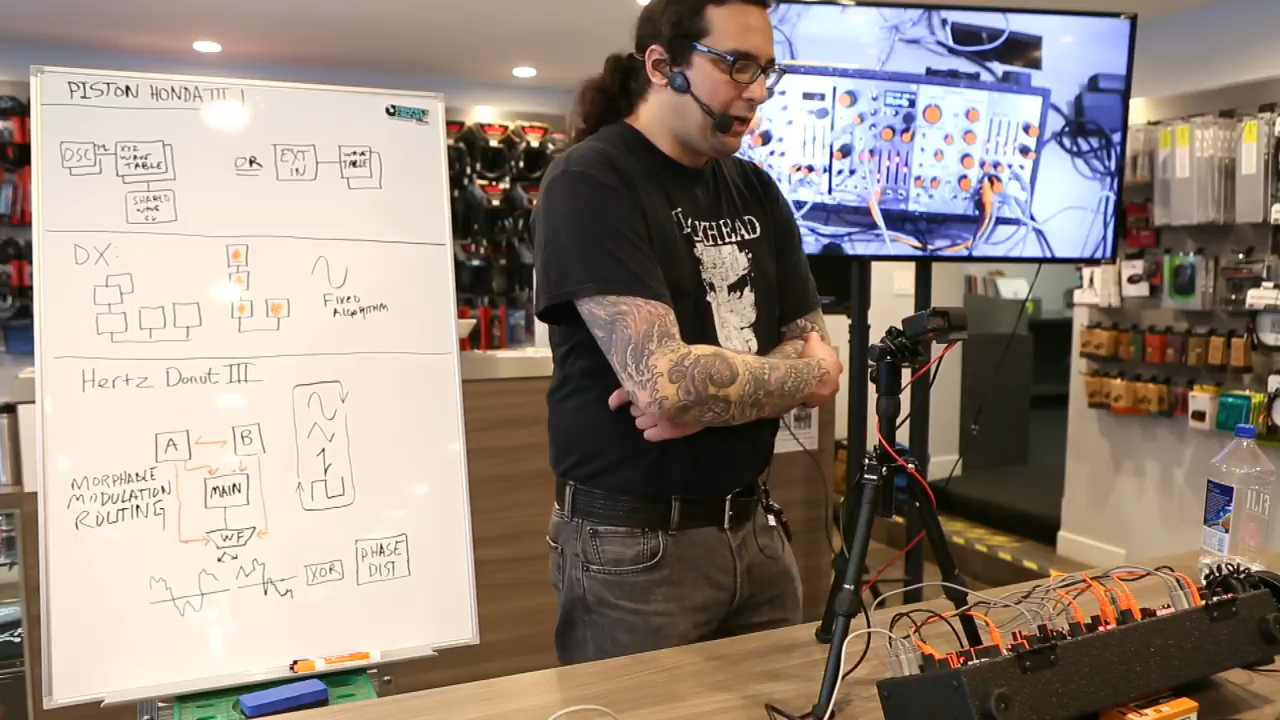 PISTON HONDA III
OSC
XYZ
WAVE
TABLE
OR
EXT
IN
WAVE
TABLE
SHARED
WAVE
DX:
FIXED
ALGORITHM
Hertz Donut III
A
B
MAIN
MORPHABLE
MODULATION
ROUTING
WF
XOR
PHASE
DIST
FIJI